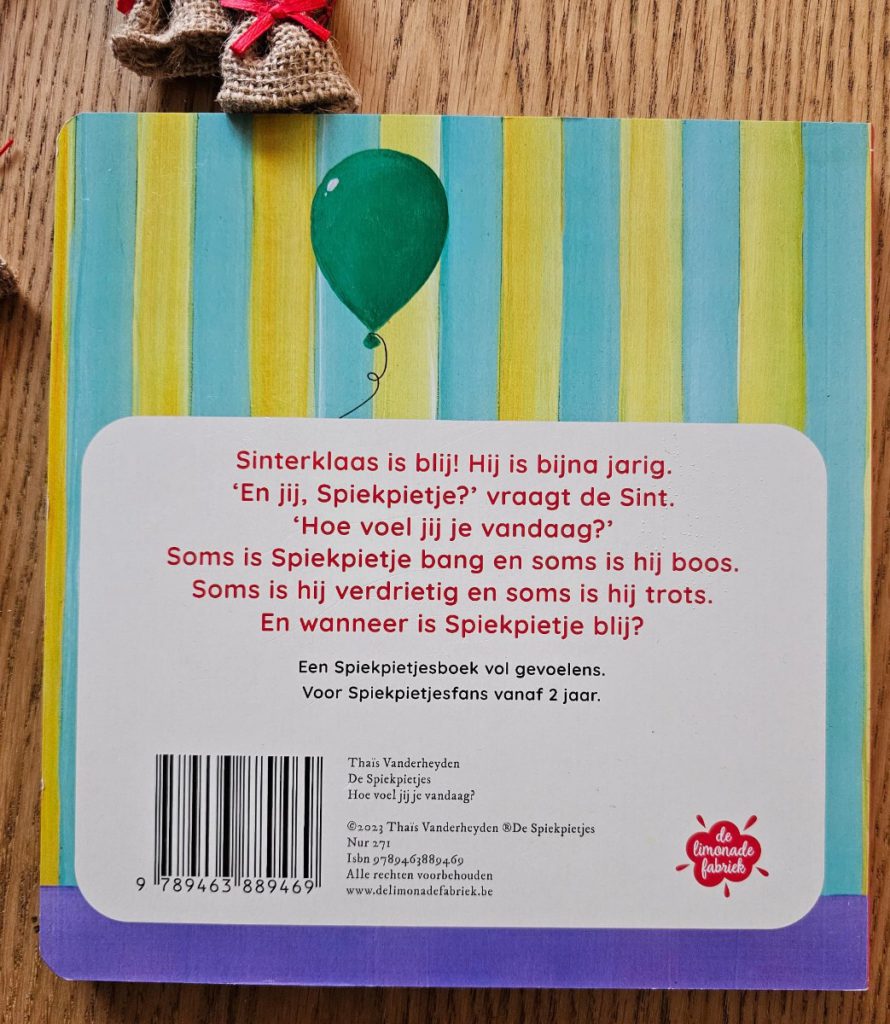 Sinterklaas is blij! Hij is bijna jarig.
‘En jij, Spiekpietje?’ vraagt de Sint.
‘Hoe voel jij je vandaag?’
Soms is Spiekpietje bang en soms is hij boos.
Soms is hij verdrietig en soms is hij trots.
En wanneer is Spiekpietje blij?
Een Spiekpietjesboek vol gevoelens.
Voor Spiekpietjesfans vanaf 2 jaar.
Thaïs Vanderheyden
De Spiekpietjes
Hoe voel jij je vandaag?
©2023 Thaïs Vanderheyden ®De Spiekpietjes
Nur 271
Isbn 9789463889469
Alle rechten voorbehouden
www.delimonadefabriek.be
9 789463 889469
de
limonade
fabriek